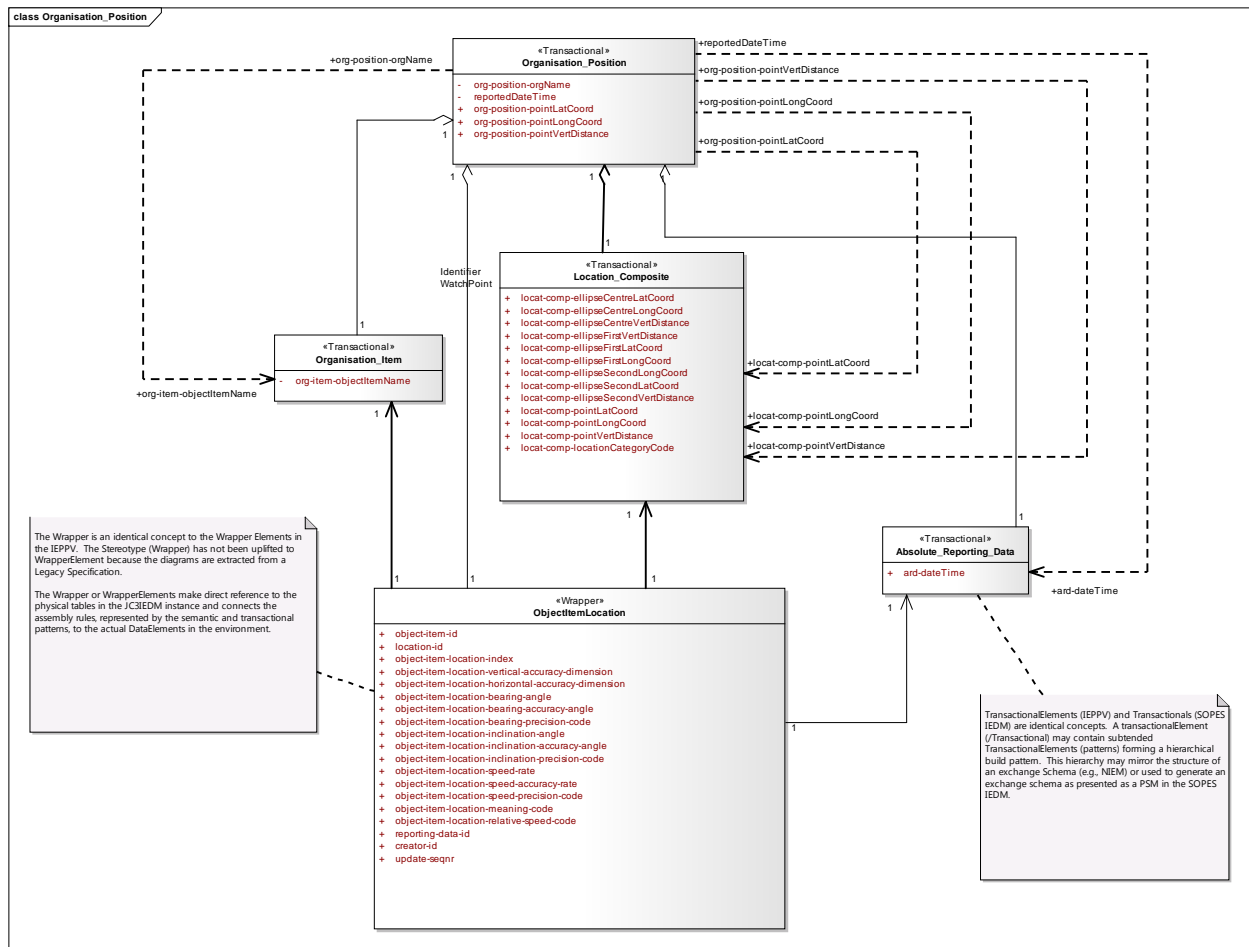 class Organisation_Position
«Transactional»
Organisation_Position
- org-position-orgName
- reportedDateTime
+ org-position-pointLatCoord
+ org-position-pointLongCoord
+ org-position-pointVertDistance
+reportedDateTime
+org-position-pointVertDistance
+org-position-pointLongCoord
+org-position-pointLatCoord
+org-position-orgName
1
1
1
1
1
Identifier
WatchPoint
«Transactional»
Location_Composite
+ locat-comp-ellipseCentreLatCoord
+ locat-comp-ellipseCentreLongCoord
+ locat-comp-ellipseCentreVertDistance
+ locat-comp-ellipseFirstVertDistance
+ locat-comp-ellipseFirstLatCoord
+ locat-comp-ellipseFirstLongCoord
+ locat-comp-ellipseSecondLongCoord
+ locat-comp-ellipseSecondLatCoord
+ locat-comp-ellipseSecondVertDistance
+ locat-comp-pointLatCoord
+ locat-comp-pointLongCoord
+ locat-comp-pointVertDistance
+ locat-comp-locationCategoryCode
+locat-comp-pointLatCoord
+locat-comp-pointLongCoord
+locat-comp-pointVertDistance
1
«Transactional»
Organisation_Item
- org-item-objectItemName
+org-item-objectItemName
1
1
1
«Transactional»
Absolute_Reporting_Data
+ ard-dateTime
+ard-dateTime
1
The Wrapper is an identical concept to the Wrapper Elements in
the IEPPV. The Stereotype (Wrapper) has not been uplifted to
WrapperElement because the diagrams are extracted from a
Legacy Specification.
The Wrapper or WrapperElements make direct reference to the
physical tables in the JC3IEDM instance and connects the
assembly rules, represented by the semantic and transactional
patterns, to the actual DataElements in the environment.
1
1
1
«Wrapper»
ObjectItemLocation
+ object-item-id
+ location-id
+ object-item-location-index
+ object-item-location-vertical-accuracy-dimension
+ object-item-location-horizontal-accuracy-dimension
+ object-item-location-bearing-angle
+ object-item-location-bearing-accuracy-angle
+ object-item-location-bearing-precision-code
+ object-item-location-inclination-angle
+ object-item-location-inclination-accuracy-angle
+ object-item-location-inclination-precision-code
+ object-item-location-speed-rate
+ object-item-location-speed-accuracy-rate
+ object-item-location-speed-precision-code
+ object-item-location-meaning-code
+ object-item-location-relative-speed-code
+ reporting-data-id
+ creator-id
+ update-seqnr
1
TransactionalElements (IEPPV) and Transactionals (SOPES
IEDM) are identical concepts. A transactionalElement
(/Transactional) may contain subtended
TransactionalElements (patterns) forming a hierarchical
build pattern. This hierarchy may mirror the structure of
an exchange Schema (e.g., NIEM) or used to generate an
exchange schema as presented as a PSM in the SOPES
IEDM.